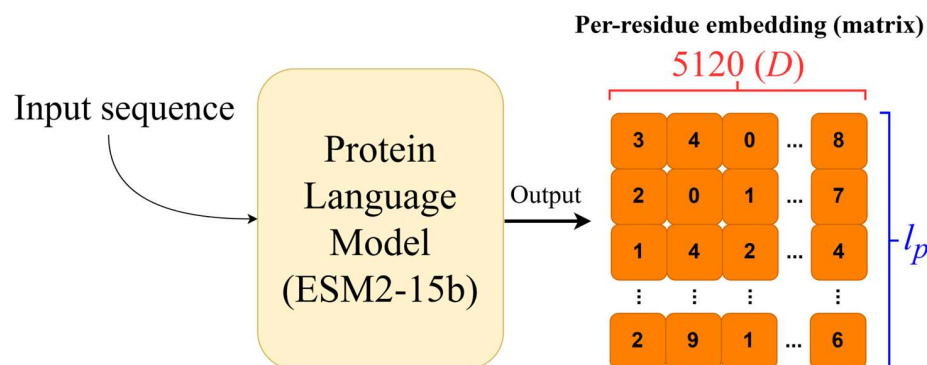 Per-residue embedding (matrix)
5120 (D)
Input sequence
Protein
Language
Model
(ESM2-15b)
Output
3 4 0 ... 8
2 0 1 ... 7
1 4 2 ... 4
⋮ ⋮ ⋮ ⋮
2 9 1 ... 6
lp